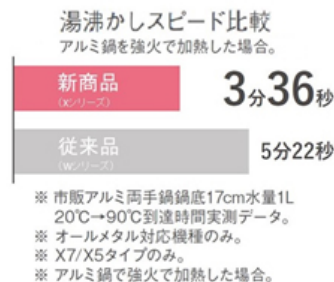 湯沸かしスピード比較
アルミ鍋を強火で加熱した場合。
新商品
(Xシリーズ)
3分36秒
従来品
(Wシリーズ)
5分22秒
※ 市販アルミ両手鍋鍋底17cm水量1L
20℃→90℃到達時間実測データ。
※ オールメタル対応機種のみ。
※ X7/X5タイプのみ。
※ アルミ鍋で強火で加熱した場合。